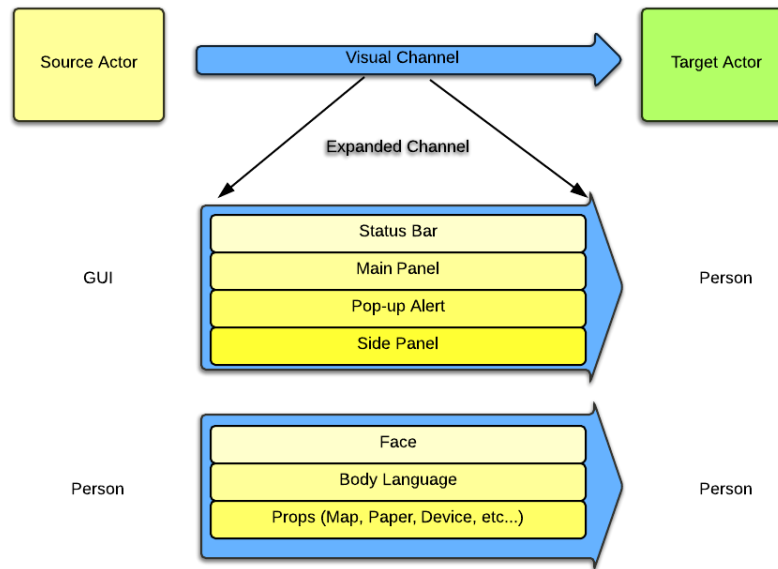 Source Actor
Visual Channel
Target Actor
Expanded Channel
Status Bar
GUI
Main Panel
Person
Pop-up Alert
Side Panel
Face
Person
Body Language
Person
Props (Map, Paper, Device, etc...)